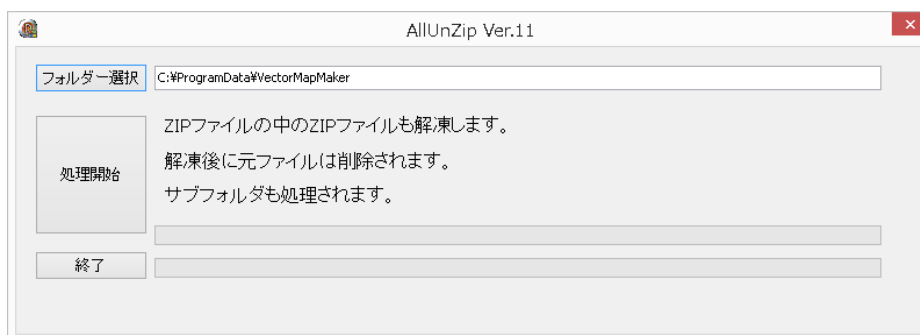 AllUnZip Ver.11
フォルダー選択 C:¥ProgramData¥VectorMapMaker
ZIPファイルの中のZIPファイルも解凍します。
解凍後に元ファイルは削除されます。
処理開始
サブフォルダも処理されます。
終了